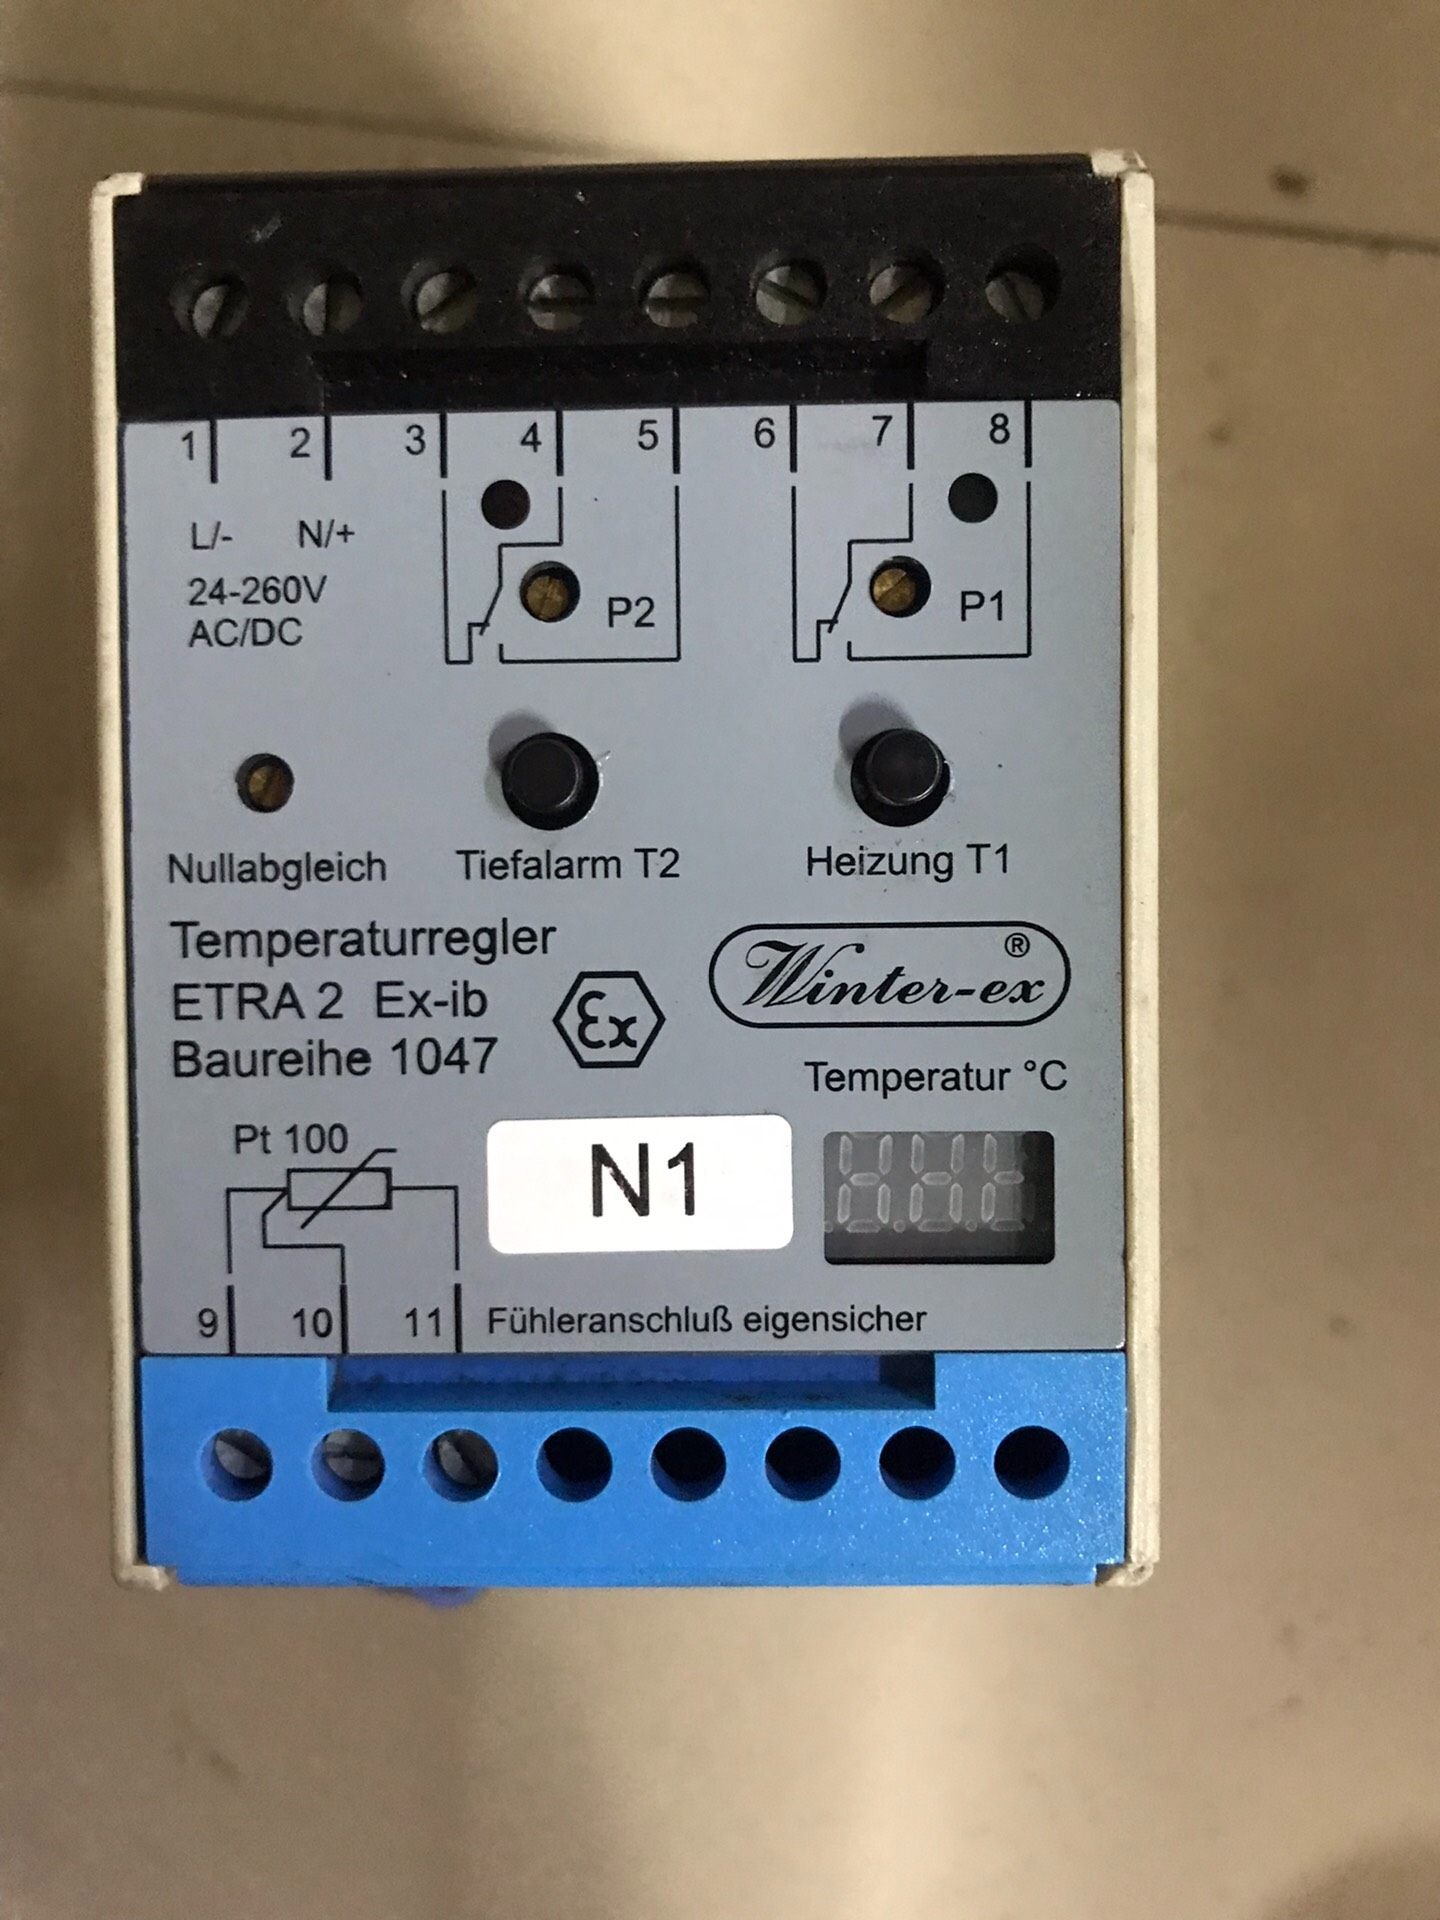 1 2 3 4 5 6 7 8
L/- N/+
24-260V
AC/DC
P2 P1
Nullabgleich Tiefalarm T2 Heizung T1
Temperaturregler
ETRA 2 Ex-ib
Baureihe 1047
Ex
Winter-ex ®
Temperatur °C
Pt 100
N1
9 10 11 Fühleranschluß eigensicher